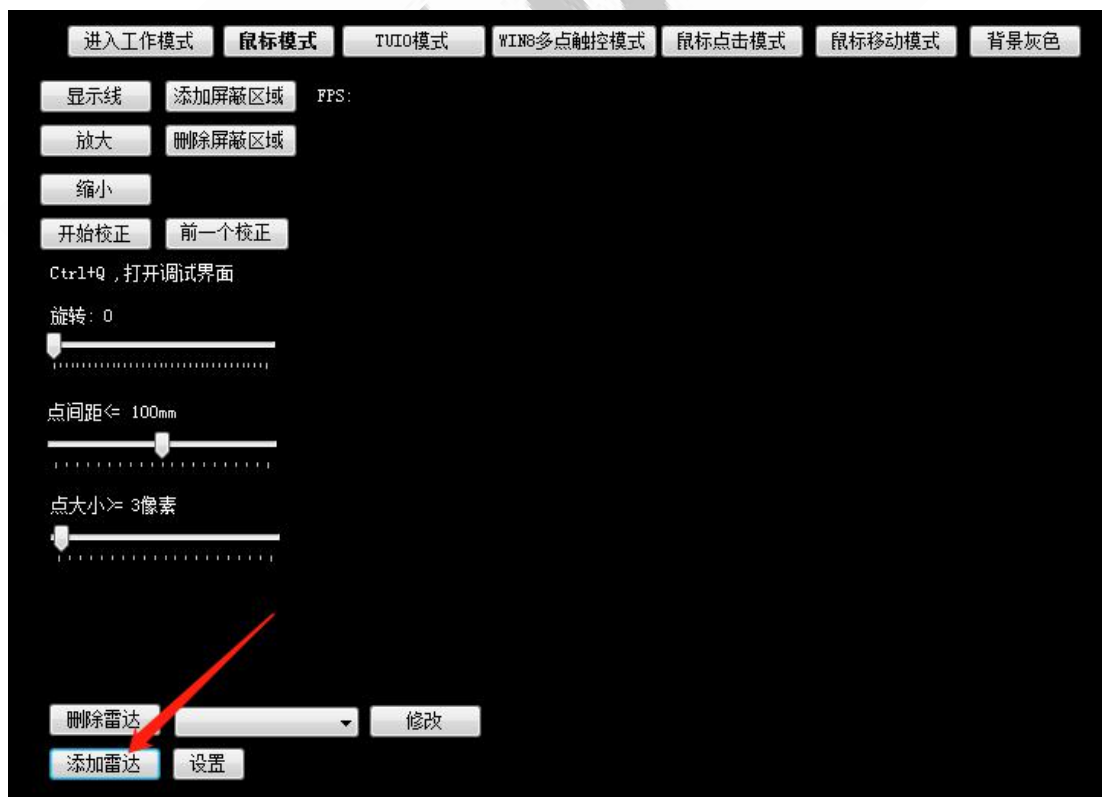 进入工作模式 鼠标模式 TUIO模式 WIN8多点触控模式 鼠标点击模式 鼠标移动模式 背景灰色
显示线 添加屏蔽区域 FPS:
放大 删除屏蔽区域
缩小
开始校正 前一个校正
Ctrl+Q ,打开调试界面
旋转: 0
点间距<= 100mm
点大小>= 3像素
删除雷达 修改
添加雷达 设置